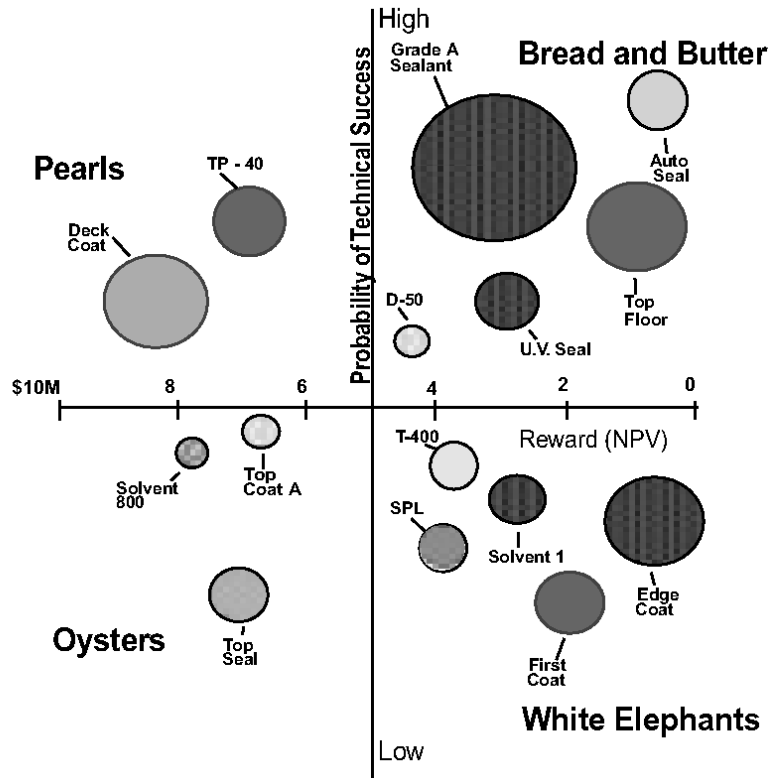 High
Bread and Butter
Grade A
Sealant
Probability of Technical Success
Auto
Seal
Pearls
TP - 40
Deck
Coat
D-50
Top
Floor
U.V. Seal
$10M
8
6
4
2
0
Reward (NPV)
T-400
Solvent
800
Top
Coat A
SPL
Solvent 1
Edge
Coat
Oysters
Top
Seal
First
Coat
White Elephants
Low